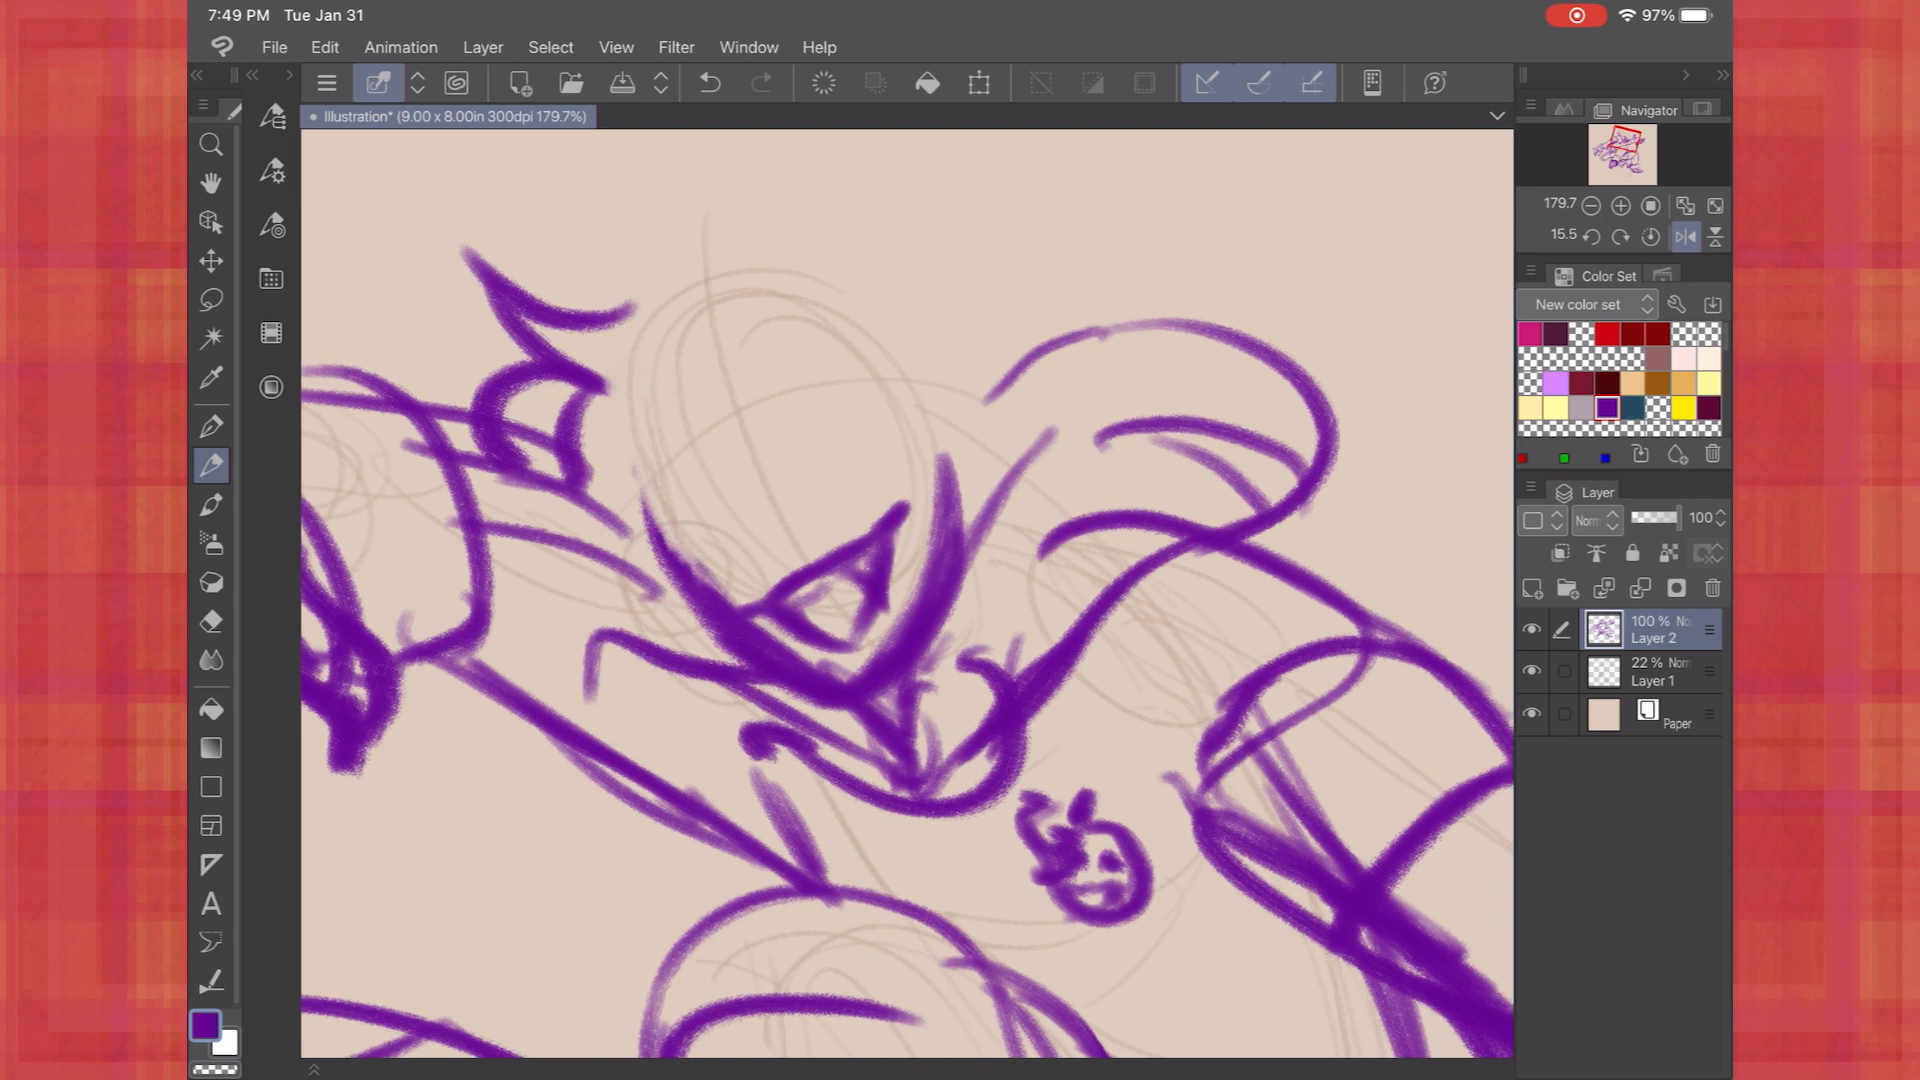 7:49 PM Tue Jan 31
97%
File Edit Animation Layer Select View Filter Window Help
Illustration* (9.00 x 8.00in 300dpi 179.7%)
Navigator
179.7
15.5
Color Set
New color set
Layer
Norm 100
100 % No
Layer 2
22 % Norm
Layer 1
Paper